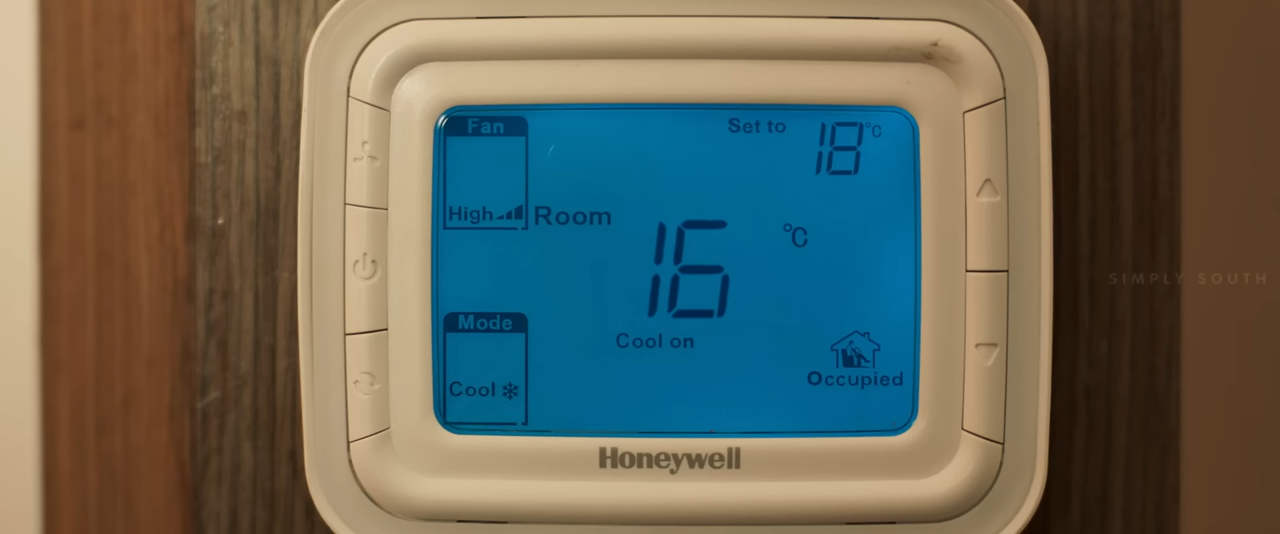 Fan
Set to 18°C
High
Room 16 °C
Cool on
Mode
Cool
Occupied
Honeywell
SIMPLY SOUTH